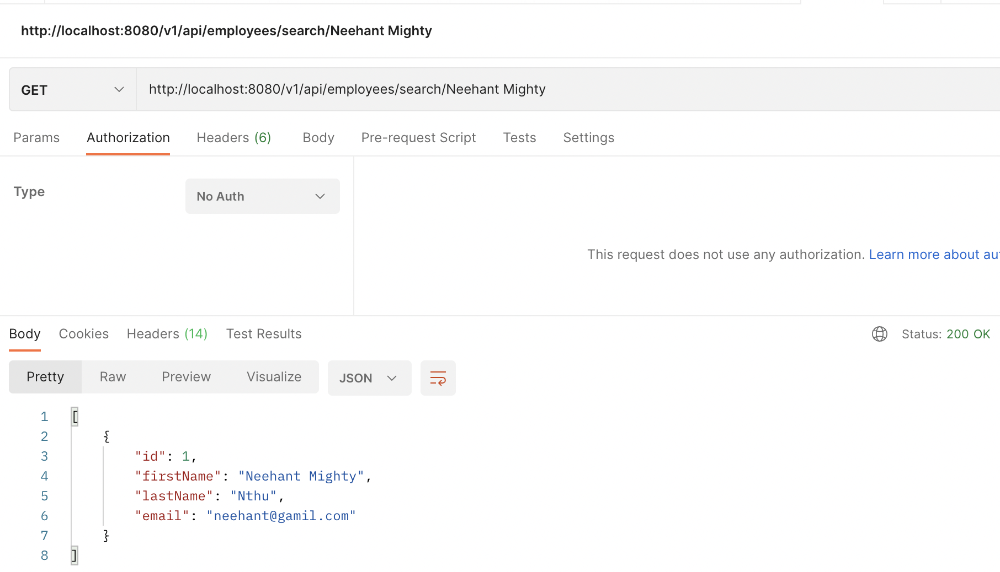 http://localhost:8080/v1/api/employees/search/Neehant Mighty
GET http://localhost:8080/v1/api/employees/search/Neehant Mighty
Params Authorization Headers (6) Body Pre-request Script Tests Settings
Type No Auth
This request does not use any authorization. Learn more about au
Body Cookies Headers (14) Test Results Status: 200 OK
Pretty Raw Preview Visualize JSON
1 [
2 {
3 "id": 1,
4 "firstName": "Neehant Mighty",
5 "lastName": "Nthu",
6 "email": "neehant@gamil.com"
7 }
8 ]